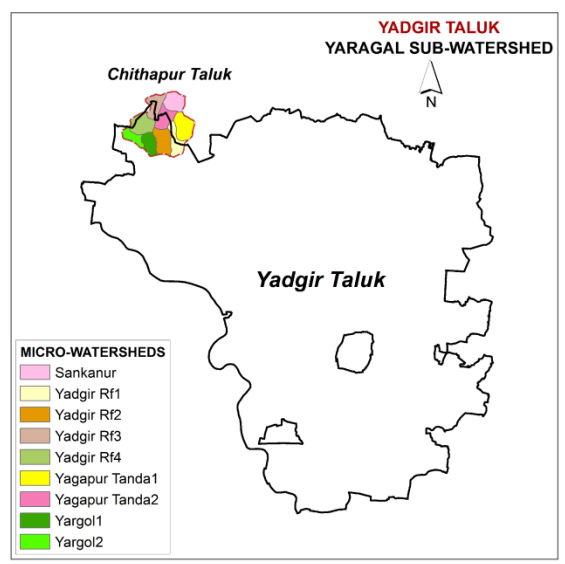 YADGIR TALUK
YARAGAL SUB-WATERSHED
Chithapur Taluk
N
Yadgir Taluk
MICRO-WATERSHEDS
Sankanur
Yadgir Rf1
Yadgir Rf2
Yadgir Rf3
Yadgir Rf4
Yagapur Tanda1
Yagapur Tanda2
Yargol1
Yargol2